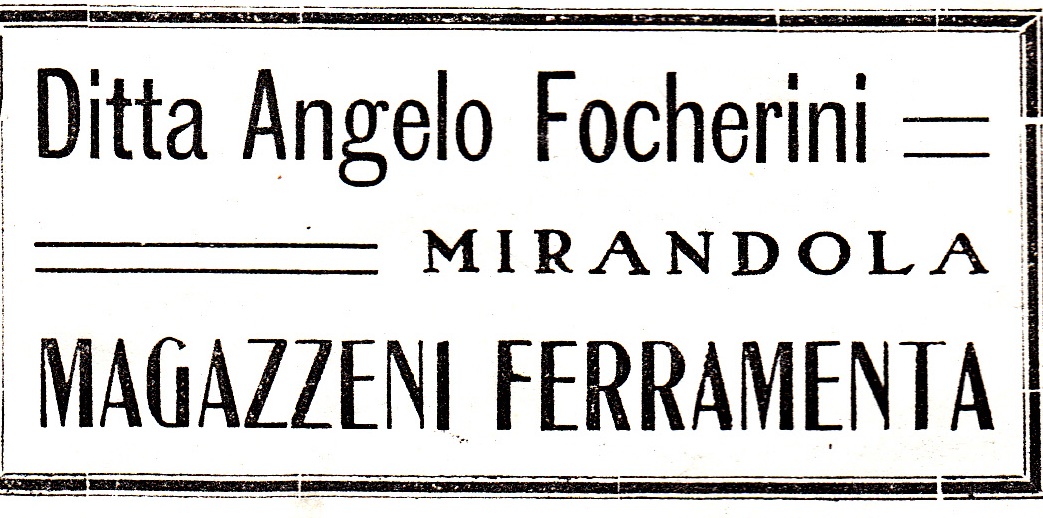 Ditta Angelo Focherini
MIRANDOLA
MAGAZZENI FERRAMENTA